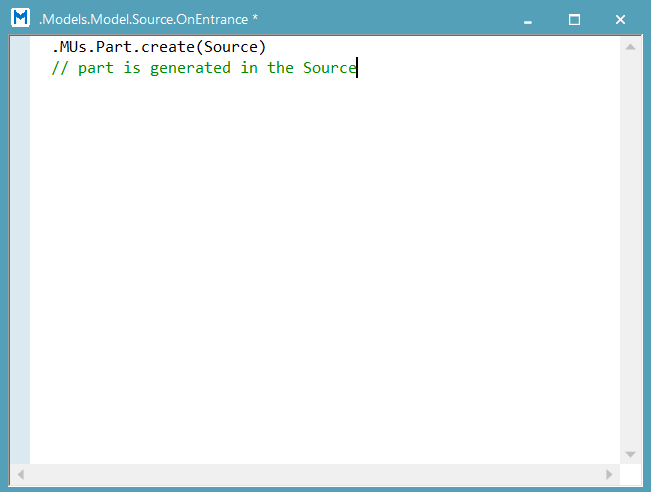 M .Models.Model.Source.OnEntrance *
.MUs.Part.create(Source)
// part is generated in the Source